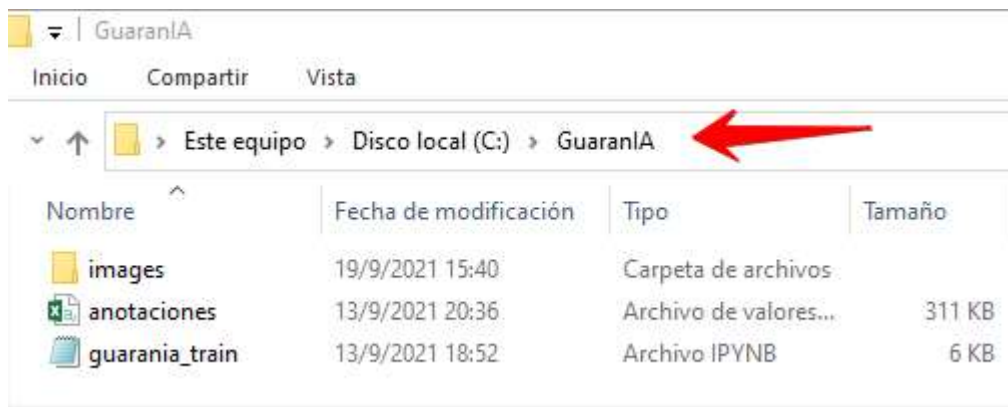 GuaranIA
Inicio Compartir Vista
Este equipo > Disco local (C:) > GuaranIA
Nombre Fecha de modificación Tipo Tamaño
images 19/9/2021 15:40 Carpeta de archivos
anotaciones 13/9/2021 20:36 Archivo de valores... 311 KB
guarania_train 13/9/2021 18:52 Archivo IPYNB 6 KB